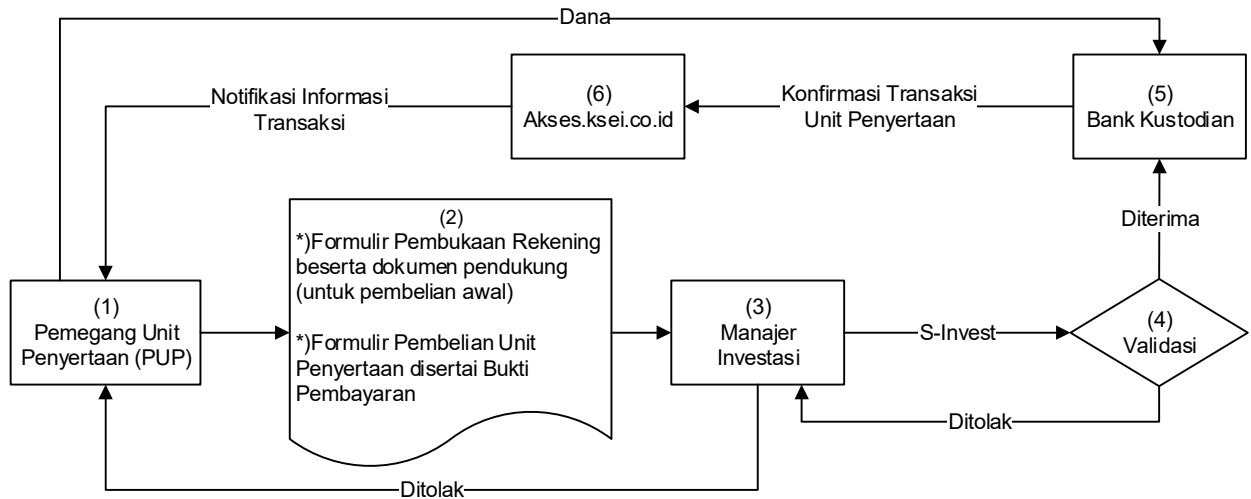 Dana
Notifikasi Informasi
Transaksi
(6)
Akses.ksei.co.id
Konfirmasi Transaksi
Unit Penyertaan
(5)
Bank Kustodian
Diterima
(1)
Pemegang Unit
Penyertaan (PUP)
(2)
*)Formulir Pembukaan Rekening
beserta dokumen pendukung
(untuk pembelian awal)
*)Formulir Pembelian Unit
Penyertaan disertai Bukti
Pembayaran
(3)
Manajer
Investasi
S-Invest
(4)
Validasi
Ditolak
Ditolak